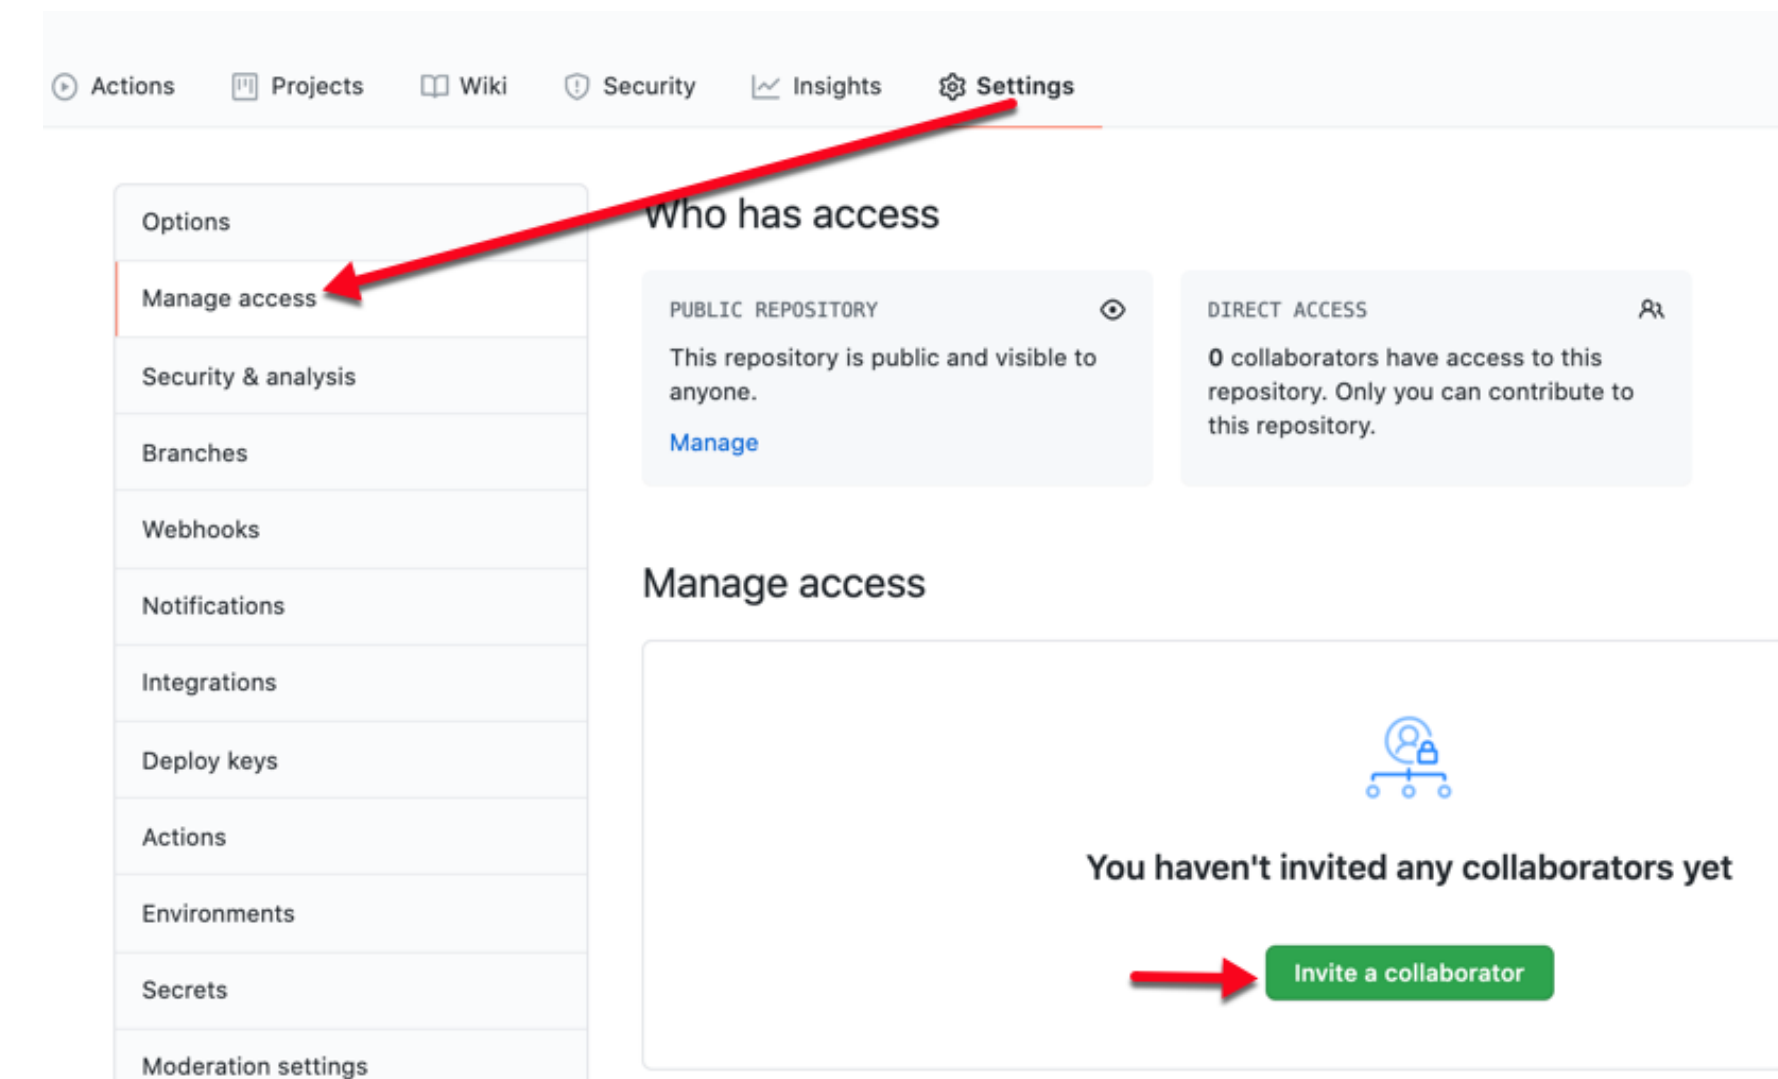 Actions Projects Wiki Security Insights Settings
Options
Manage access
Security & analysis
Branches
Webhooks
Notifications
Integrations
Deploy keys
Actions
Environments
Secrets
Moderation settings
Who has access
PUBLIC REPOSITORY
This repository is public and visible to
anyone.
Manage
DIRECT ACCESS
0 collaborators have access to this
repository. Only you can contribute to
this repository.
Manage access
You haven't invited any collaborators yet
Invite a collaborator